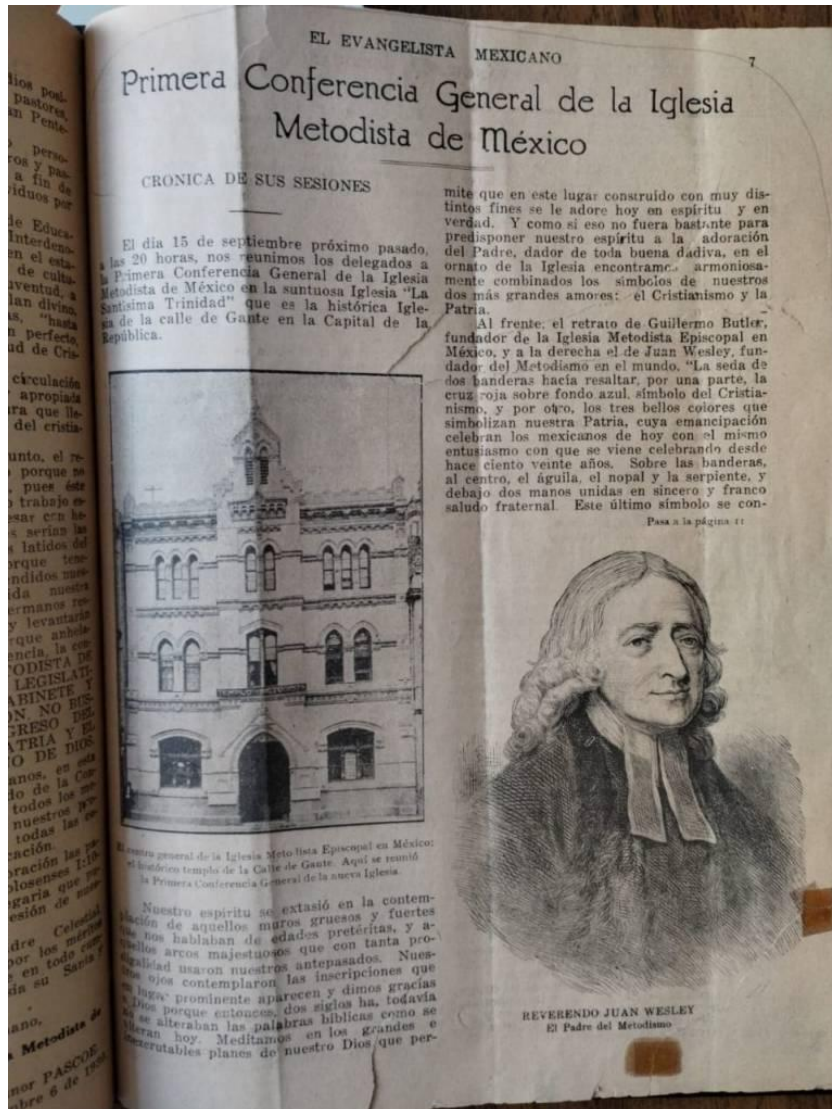 EL EVANGELISTA MEXICANO
7
Primera Conferencia General de la Iglesia
Metodista de México
CRONICA DE SUS SESIONES
El día 15 de septiembre próximo pasado,
a las 20 horas, nos reunimos los delegados a
la Primera Conferencia General de la Iglesia
Metodista de México en la suntuosa Iglesia "La
Santísima Trinidad" que es la histórica Igle-
sia de la calle de Gante en la Capital de la
República.
El centro general de la Iglesia Metodista Episcopal en México;
el histórico templo de la Calle de Gante. Aquí se reunió
la Primera Conferencia General de la nueva Iglesia.
Nuestro espíritu se extasió en la contem-
plación de aquellos muros gruesos y fuertes
que nos hablaban de edades pretéritas, y a-
quellos arcos majestuosos que con tanta pro-
digalidad usaron nuestros antepasados. Nues-
tros ojos contemplaron las inscripciones que
en lugar prominente aparecen y dimos gracias
a Dios porque entonces, dos siglos ha, todavía
no se alteraban las palabras bíblicas como se
alteran hoy. Meditamos en los grandes e
inexcrutables planes de nuestro Dios que per-
mite que en este lugar construído con muy dis-
tintos fines se le adore hoy en espíritu y en
verdad. Y como si eso no fuera bastante para
predisponer nuestro espíritu a la adoración
del Padre, dador de toda buena dádiva, en el
ornato de la Iglesia encontramos armoniosa-
mente combinados los símbolos de nuestros
dos más grandes amores: el Cristianismo y la
Patria.
Al frente, el retrato de Guillermo Butler,
fundador de la Iglesia Metodista Episcopal en
México, y a la derecha el de Juan Wesley, fun-
dador del Metodismo en el mundo. "La seda de
dos banderas hacía resaltar, por una parte, la
cruz roja sobre fondo azul, símbolo del Cristia-
nismo, y por otro, los tres bellos colores que
simbolizan nuestra Patria, cuya emancipación
celebran los mexicanos de hoy con el mismo
entusiasmo con que se viene celebrando desde
hace ciento veinte años. Sobre las banderas,
al centro, el águila, el nopal y la serpiente, y
debajo dos manos unidas en sincero y franco
saludo fraternal. Este último símbolo se con-
Pasa a la página 11
REVERENDO JUAN WESLEY
El Padre del Metodismo